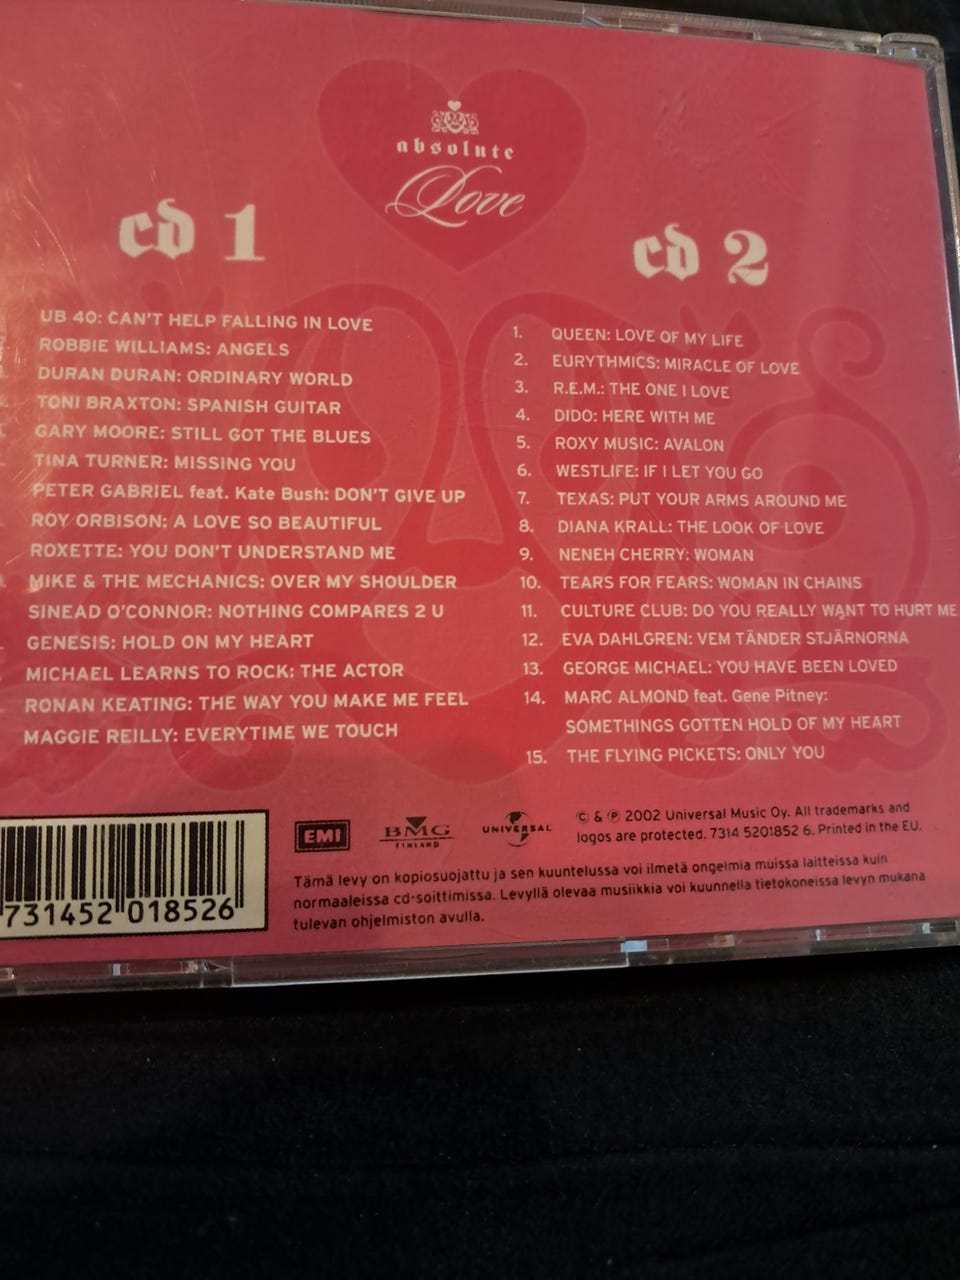 absolute
Love
cd 1
UB 40: CAN'T HELP FALLING IN LOVE
ROBBIE WILLIAMS: ANGELS
DURAN DURAN: ORDINARY WORLD
TONI BRAXTON: SPANISH GUITAR
GARY MOORE: STILL GOT THE BLUES
TINA TURNER: MISSING YOU
PETER GABRIEL feat. Kate Bush: DON'T GIVE UP
ROY ORBISON: A LOVE SO BEAUTIFUL
ROXETTE: YOU DON'T UNDERSTAND ME
MIKE & THE MECHANICS: OVER MY SHOULDER
SINEAD O'CONNOR: NOTHING COMPARES 2 U
GENESIS: HOLD ON MY HEART
MICHAEL LEARNS TO ROCK: THE ACTOR
RONAN KEATING: THE WAY YOU MAKE ME FEEL
MAGGIE REILLY: EVERYTIME WE TOUCH
cd 2
1. QUEEN: LOVE OF MY LIFE
2. EURYTHMICS: MIRACLE OF LOVE
3. R.E.M.: THE ONE I LOVE
4. DIDO: HERE WITH ME
5. ROXY MUSIC: AVALON
6. WESTLIFE: IF I LET YOU GO
7. TEXAS: PUT YOUR ARMS AROUND ME
8. DIANA KRALL: THE LOOK OF LOVE
9. NENEH CHERRY: WOMAN
10. TEARS FOR FEARS: WOMAN IN CHAINS
11. CULTURE CLUB: DO YOU REALLY WANT TO HURT ME
12. EVA DAHLGREN: VEM TÄNDER STJÄRNORNA
13. GEORGE MICHAEL: YOU HAVE BEEN LOVED
14. MARC ALMOND feat. Gene Pitney:
SOMETHINGS GOTTEN HOLD OF MY HEART
15. THE FLYING PICKETS: ONLY YOU
731452 018526
EMI
BMG
FINLAND
UNIVERSAL
© & ℗ 2002 Universal Music Oy. All trademarks and
logos are protected. 7314 5201852 6. Printed in the EU.
Tämä levy on kopiosuojattu ja sen kuuntelussa voi ilmetä ongelmia muissa laitteissa kuin
normaaleissa cd-soittimissa. Levyllä olevaa musiikkia voi kuunnella tietokoneissa levyn mukana
tulevan ohjelmiston avulla.